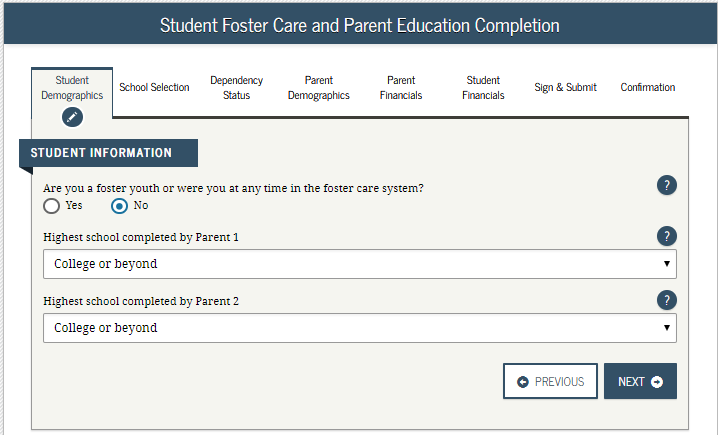 Student Foster Care and Parent Education Completion
Student Demographics
School Selection
Dependency Status
Parent Demographics
Parent Financials
Student Financials
Sign & Submit
Confirmation
STUDENT INFORMATION
Are you a foster youth or were you at any time in the foster care system?
?
Yes No
Highest school completed by Parent 1
?
College or beyond
Highest school completed by Parent 2
?
College or beyond
PREVIOUS NEXT